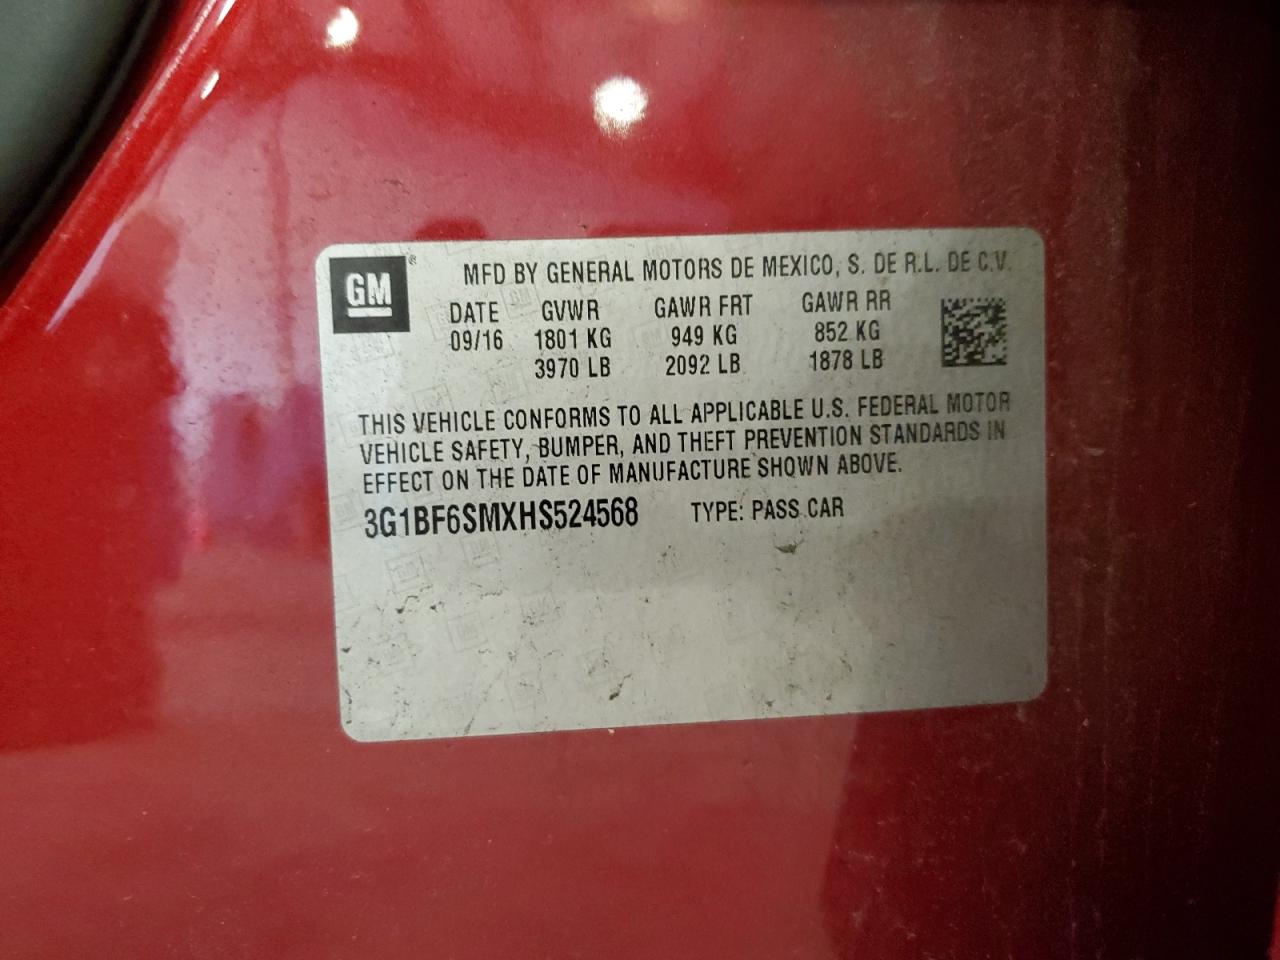 GM ® MFD BY GENERAL MOTORS DE MEXICO, S. DE R.L. DE C.V.
DATE GVWR GAWR FRT GAWR RR
09/16 1801 KG 949 KG 852 KG
3970 LB 2092 LB 1878 LB
THIS VEHICLE CONFORMS TO ALL APPLICABLE U.S. FEDERAL MOTOR
VEHICLE SAFETY, BUMPER, AND THEFT PREVENTION STANDARDS IN
EFFECT ON THE DATE OF MANUFACTURE SHOWN ABOVE.
3G1BF6SMXHS524568 TYPE: PASS CAR